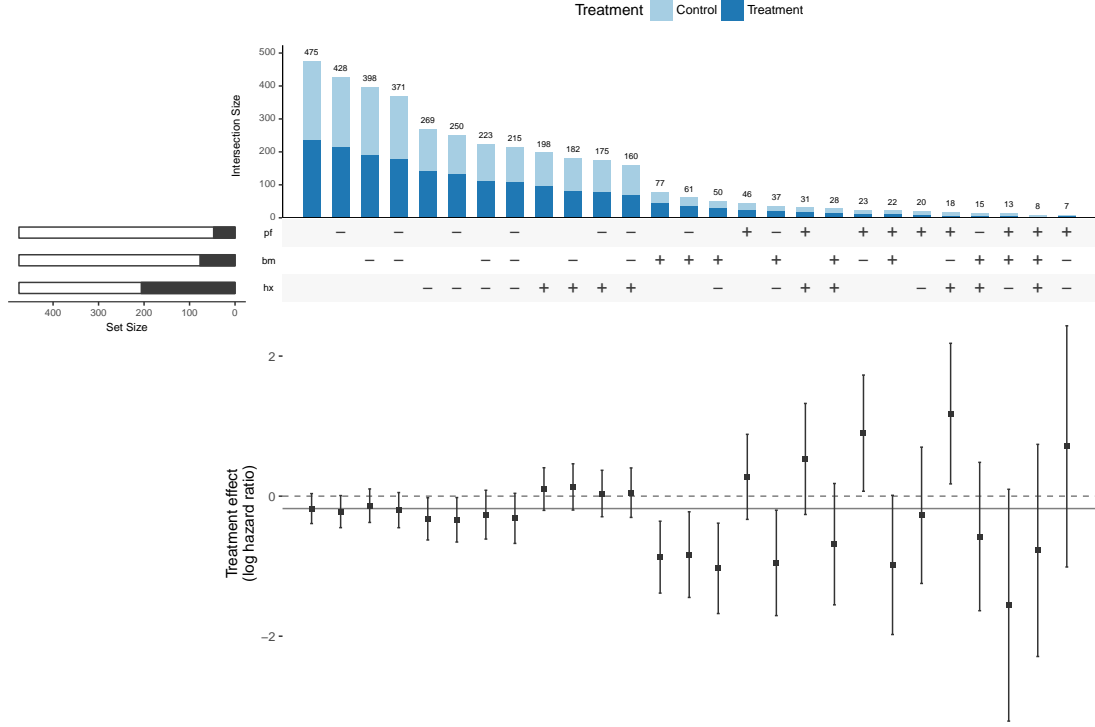 Treatment Control Treatment
Intersection Size
500
400
300
200
100
0
475 428 398 371 269 250 223 215 198 182 175 160 77 61 50 46 37 31 28 23 22 20 18 15 13 8 7
pf − − − − − − − + − + + + + + − + + +
bm − − − − − − + + + + + + + + + −
hx − − − − + + + + − − + + − + + + −
400 300 200 100 0
Set Size
Treatment effect
(log hazard ratio)
2
0
−2